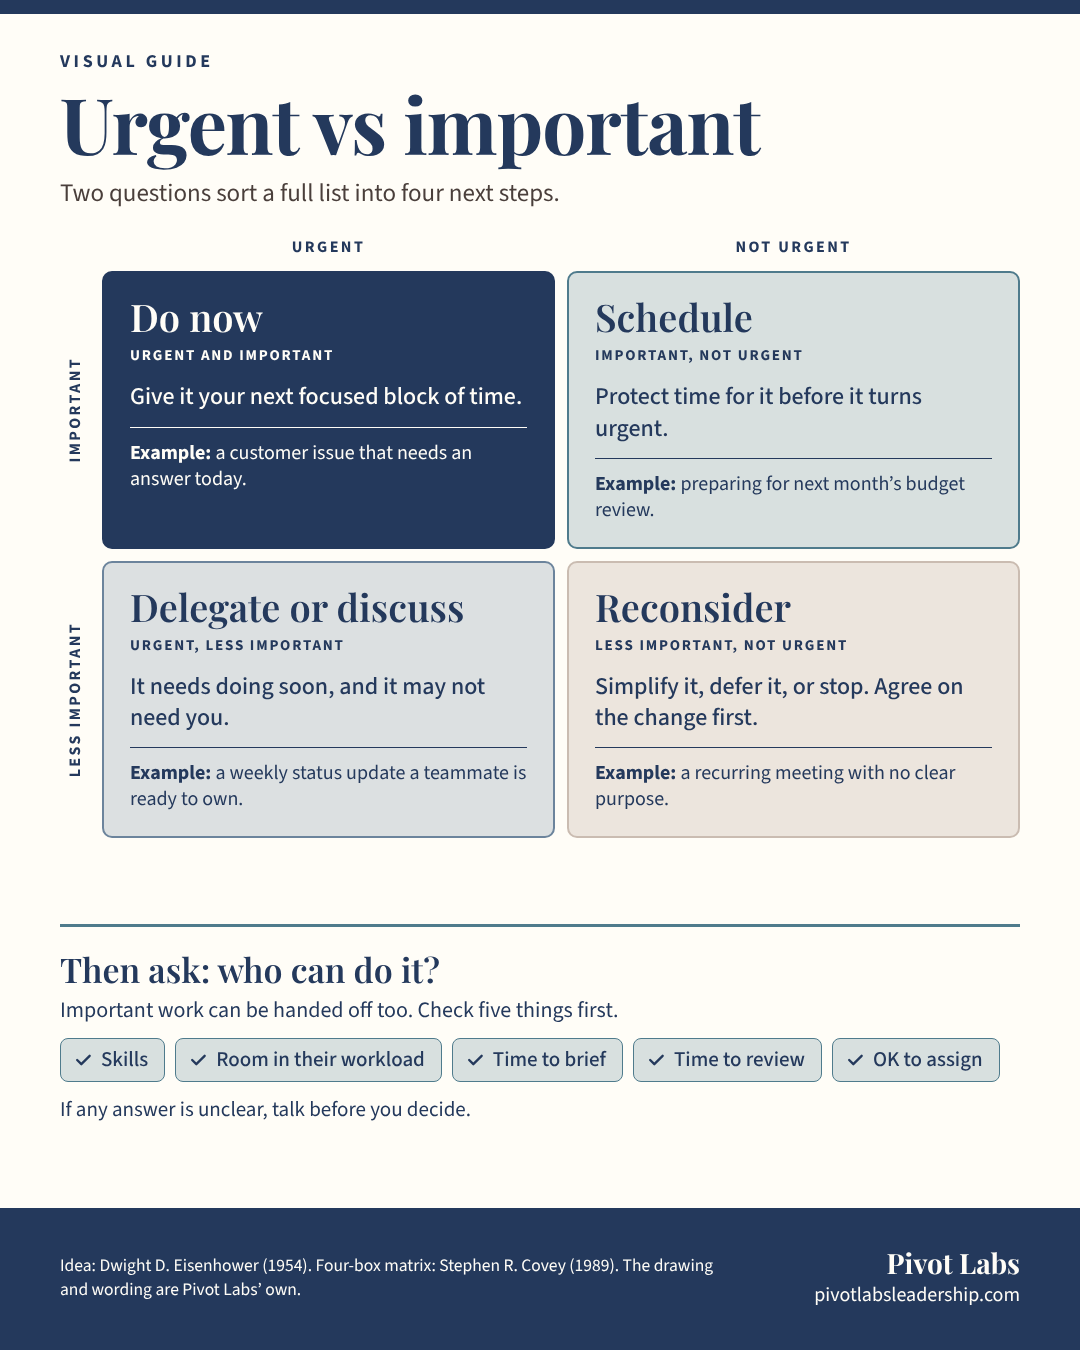 VISUAL GUIDE
Urgent vs important
Two questions sort a full list into four next steps.
URGENT
NOT URGENT
IMPORTANT
Do now
URGENT AND IMPORTANT
Give it your next focused block of time.
Example: a customer issue that needs an
answer today.
Schedule
IMPORTANT, NOT URGENT
Protect time for it before it turns
urgent.
Example: preparing for next month’s budget
review.
LESS IMPORTANT
Delegate or discuss
URGENT, LESS IMPORTANT
It needs doing soon, and it may not
need you.
Example: a weekly status update a teammate is
ready to own.
Reconsider
LESS IMPORTANT, NOT URGENT
Simplify it, defer it, or stop. Agree on
the change first.
Example: a recurring meeting with no clear
purpose.
Then ask: who can do it?
Important work can be handed off too. Check five things first.
Skills
Room in their workload
Time to brief
Time to review
OK to assign
If any answer is unclear, talk before you decide.
Idea: Dwight D. Eisenhower (1954). Four-box matrix: Stephen R. Covey (1989). The drawing
and wording are Pivot Labs’ own.
Pivot Labs
pivotlabsleadership.com